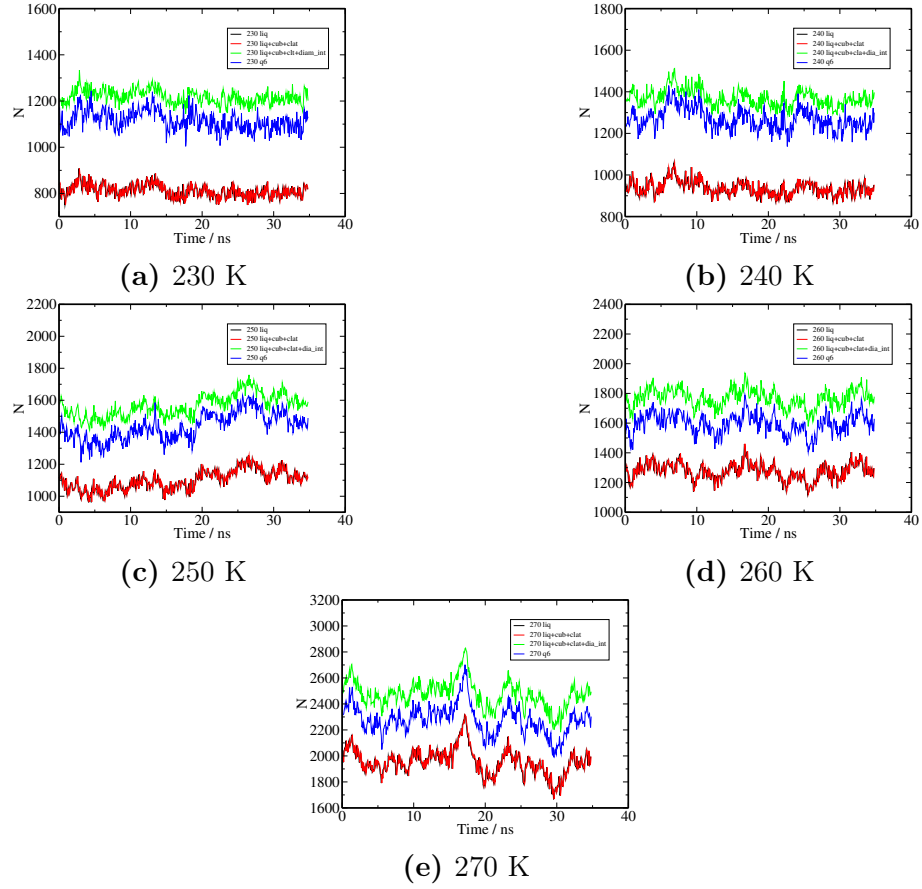 1600
1400
1200
1000
800
N
0 10 20 30 40
Time / ns
230 liq
230 liq+cub+clat
230 liq+cub+clt+diam_int
230 q6
(a) 230 K
1800
1600
1400
1200
1000
800
N
0 10 20 30 40
Time / ns
240 liq
240 liq+cub+clat
240 liq+cub+cla+dia_int
240 q6
(b) 240 K
2200
2000
1800
1600
1400
1200
1000
N
0 10 20 30 40
Time / ns
250 liq
250 liq+cub+clat
250 liq+cub+clat+dia_int
250 q6
(c) 250 K
2400
2200
2000
1800
1600
1400
1200
1000
N
0 10 20 30 40
Time / ns
260 liq
260 liq+cub+clat
260 liq+cub+clat+dia_int
260 q6
(d) 260 K
3200
3000
2800
2600
2400
2200
2000
1800
1600
N
0 10 20 30 40
Time / ns
270 liq
270 liq+cub+clat
270 liq+cub+clat+dia_int
270 q6
(e) 270 K